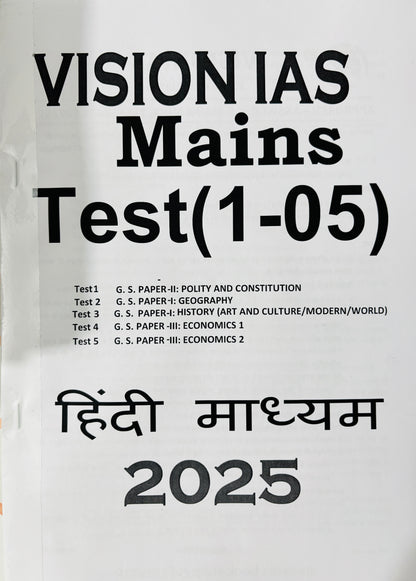 VISION IAS
Mains
Test(1-05)
Test1 G. S. PAPER-II: POLITY AND CONSTITUTION
Test 2 G. S. PAPER-I: GEOGRAPHY
Test 3 G. S. PAPER-I: HISTORY (ART AND CULTURE/MODERN/WORLD)
Test 4 G. S. PAPER -III: ECONOMICS 1
Test 5 G. S. PAPER -III: ECONOMICS 2
हिंदी माध्यम
2025